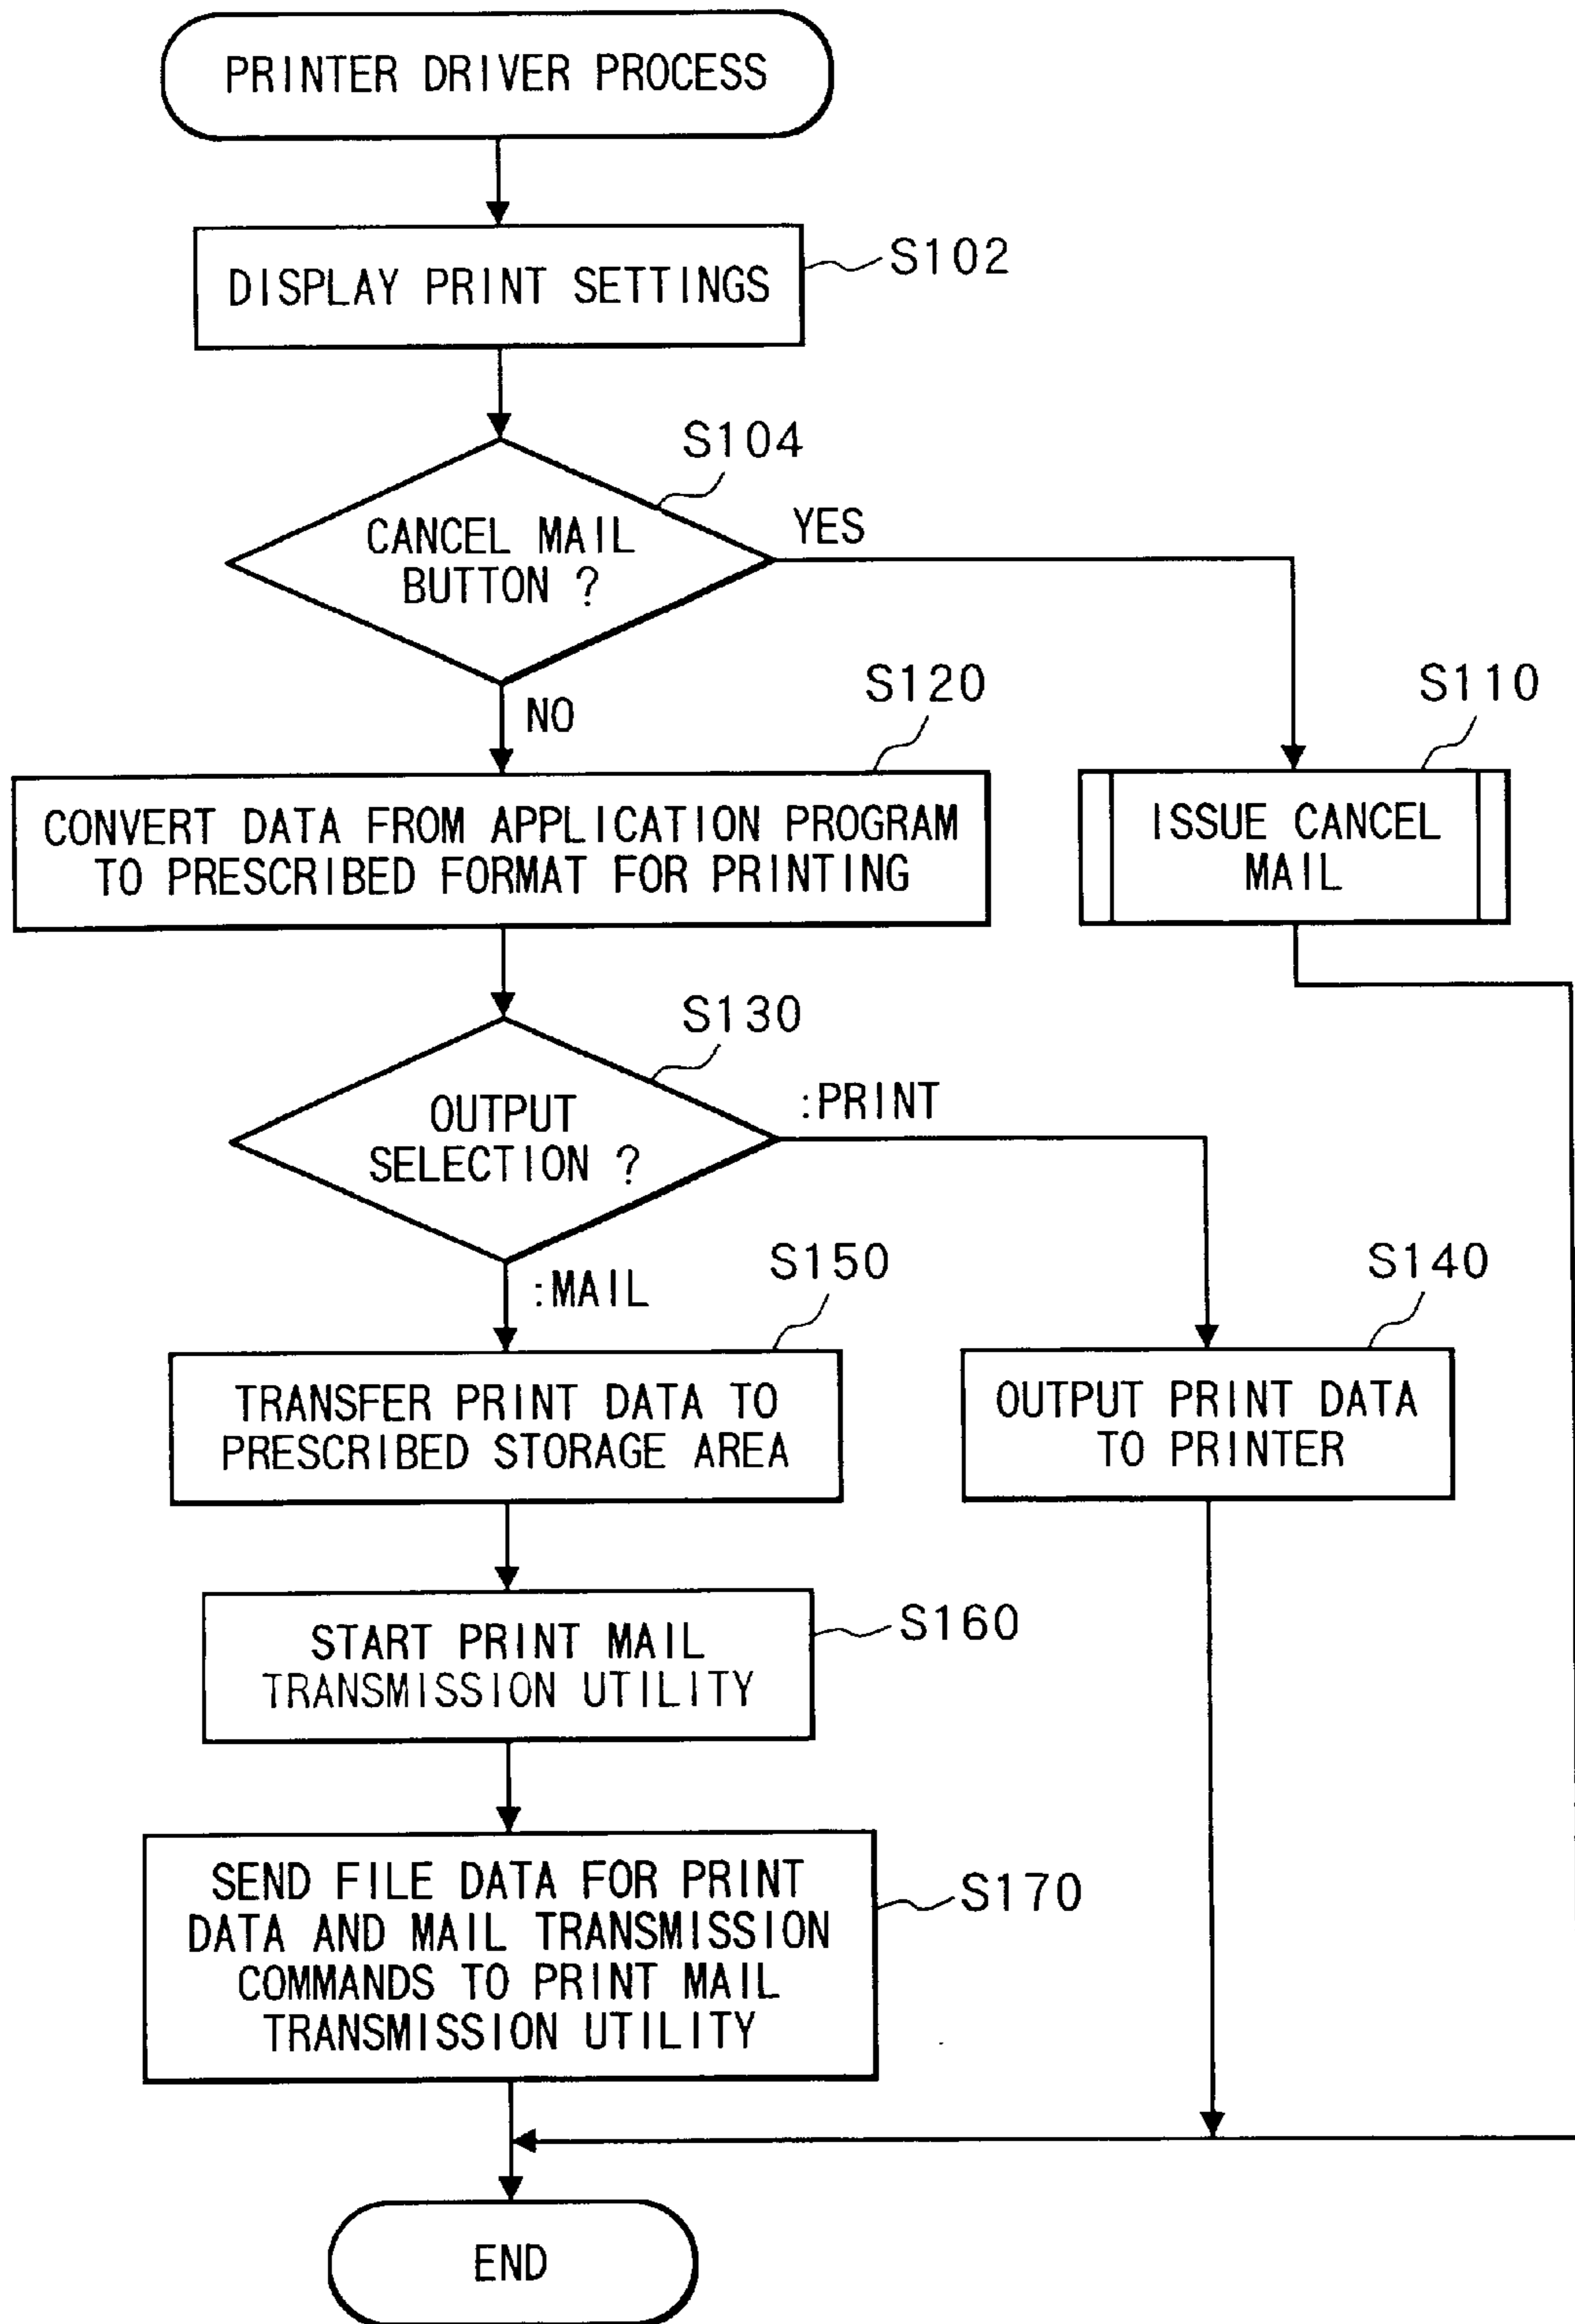 PRINTER DRIVER PROCESS
DISPLAY PRINT SETTINGS
S102
S104
CANCEL MAIL
BUTTON ?
YES
NO
S120
CONVERT DATA FROM APPLICATION PROGRAM
TO PRESCRIBED FORMAT FOR PRINTING
S110
ISSUE CANCEL
MAIL
S130
OUTPUT
SELECTION ?
:PRINT
:MAIL
S150
TRANSFER PRINT DATA TO
PRESCRIBED STORAGE AREA
S140
OUTPUT PRINT DATA
TO PRINTER
START PRINT MAIL
TRANSMISSION UTILITY
S160
SEND FILE DATA FOR PRINT
DATA AND MAIL TRANSMISSION
COMMANDS TO PRINT MAIL
TRANSMISSION UTILITY
S170
END